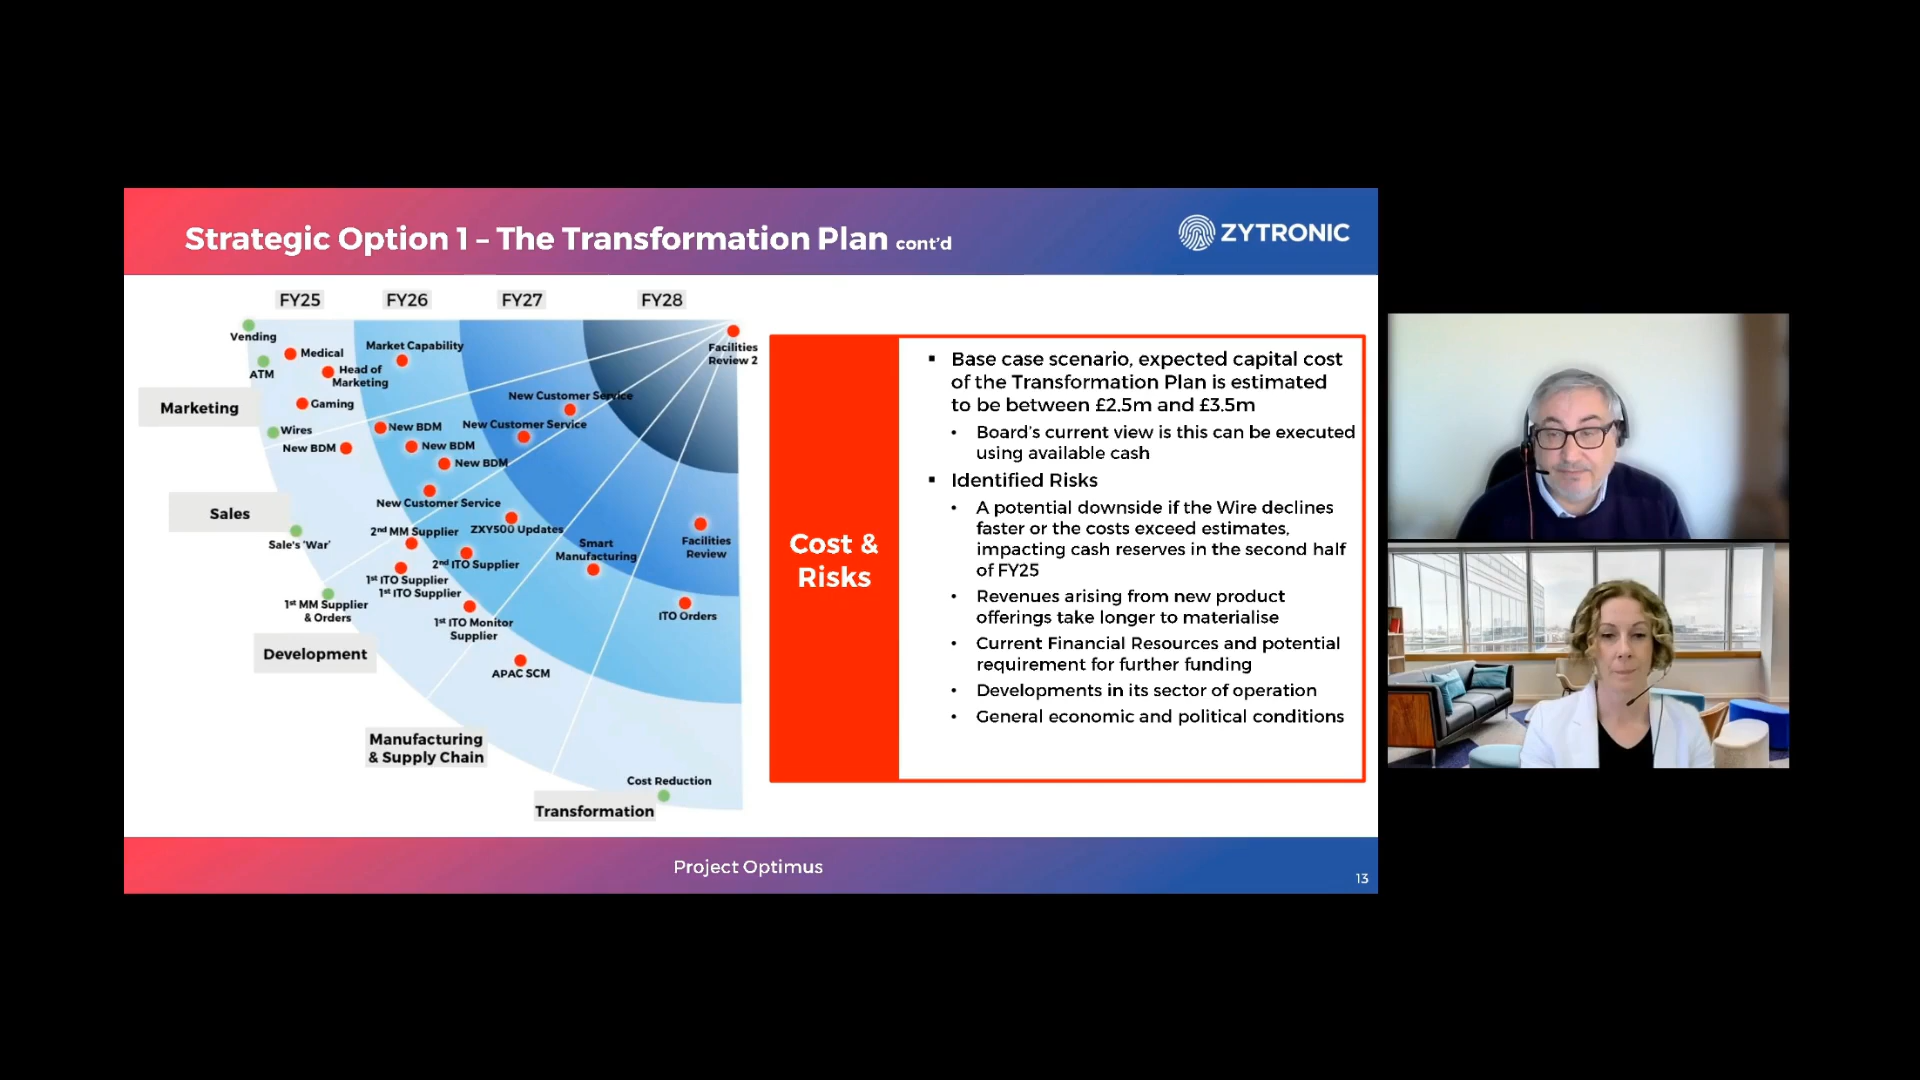 Strategic Option 1 – The Transformation Plan cont'd
ZYTRONIC
FY25
FY26
FY27
FY28
Vending
ATM
Medical
Head of
Marketing
Gaming
Market Capability
Facilities
Review 2
Marketing
Wires
New BDM
New BDM
New BDM
New BDM
New Customer Service
New Customer Service
New Customer Service
Sales
Sale's 'War'
2nd MM Supplier
ZXY500 Updates
2nd ITO Supplier
1st ITO Supplier
1st ITO Supplier
1st MM Supplier
& Orders
Smart
Manufacturing
Facilities
Review
ITO Orders
1st ITO Monitor
Supplier
Development
APAC SCM
Manufacturing
& Supply Chain
Cost Reduction
Transformation
Cost &
Risks
▪ Base case scenario, expected capital cost
of the Transformation Plan is estimated
to be between £2.5m and £3.5m
• Board's current view is this can be executed
using available cash
▪ Identified Risks
• A potential downside if the Wire declines
faster or the costs exceed estimates,
impacting cash reserves in the second half
of FY25
• Revenues arising from new product
offerings take longer to materialise
• Current Financial Resources and potential
requirement for further funding
• Developments in its sector of operation
• General economic and political conditions
Project Optimus
13